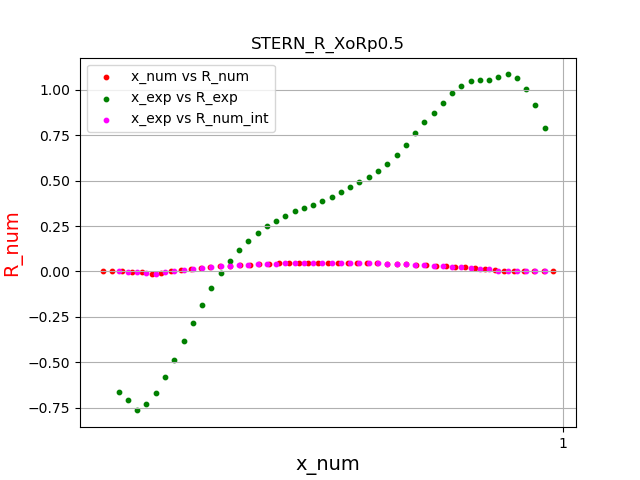 STERN_R_XoRp0.5
x_num vs R_num
x_exp vs R_exp
x_exp vs R_num_int
1.00
0.75
0.50
0.25
0.00
−0.25
−0.50
−0.75
R_num
1
x_num